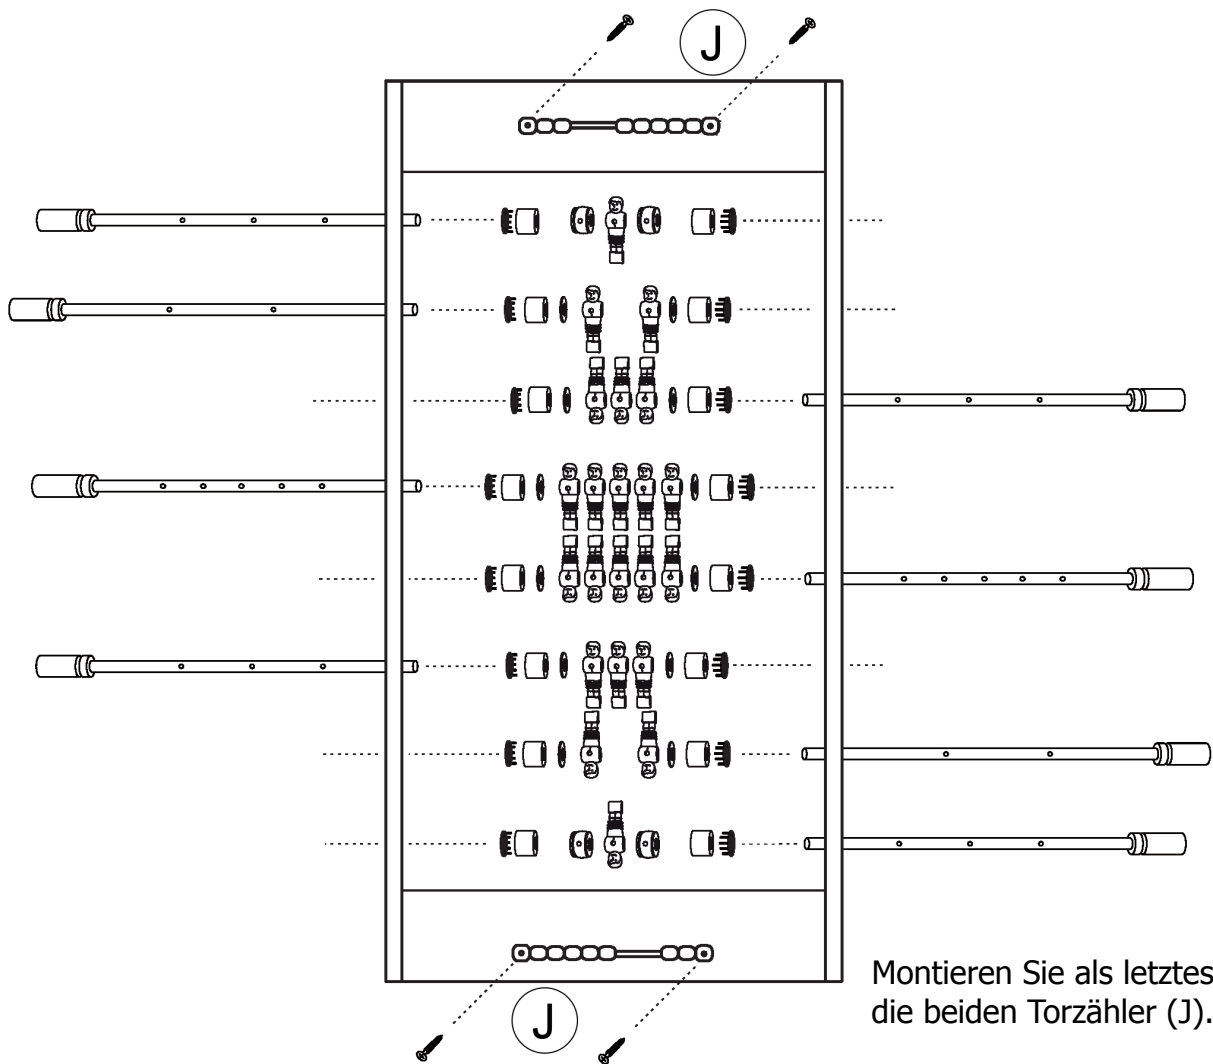 J
J
Montieren Sie als letztes
die beiden Torzähler (J).